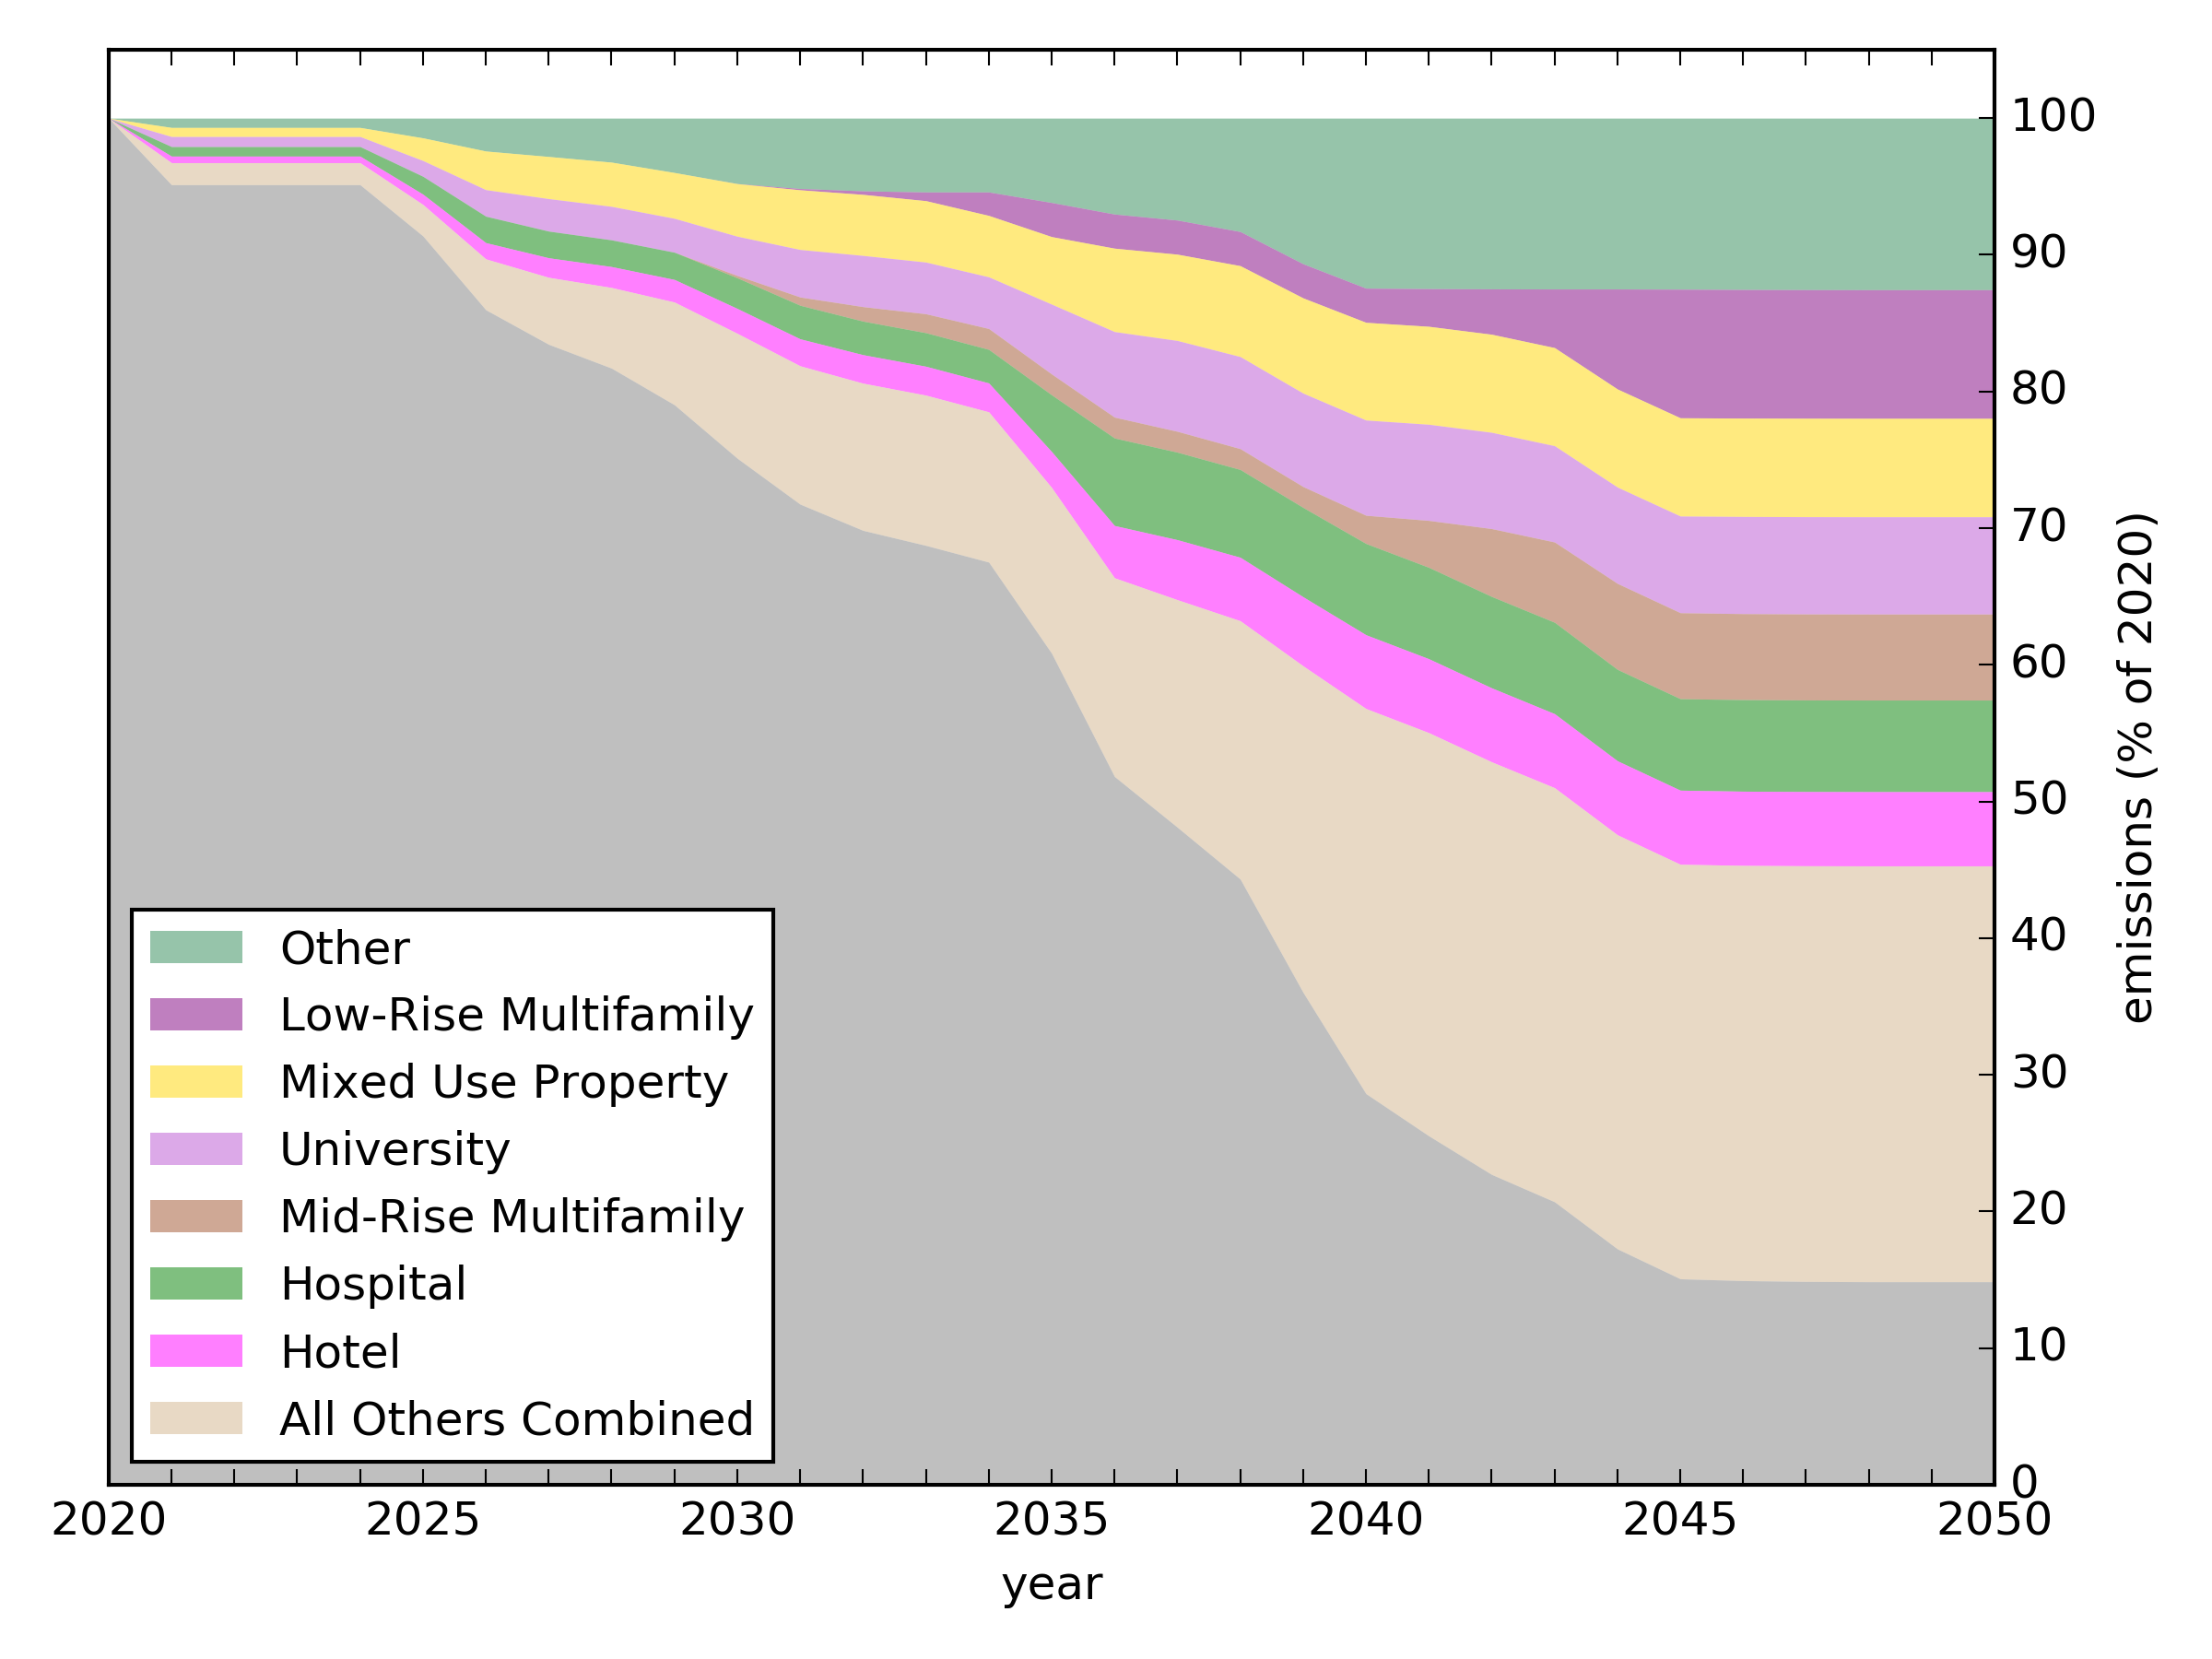 100
90
80
70
60
50
40
30
20
10
0
emissions (% of 2020)
Other
Low-Rise Multifamily
Mixed Use Property
University
Mid-Rise Multifamily
Hospital
Hotel
All Others Combined
2020 2025 2030 2035 2040 2045 2050
year